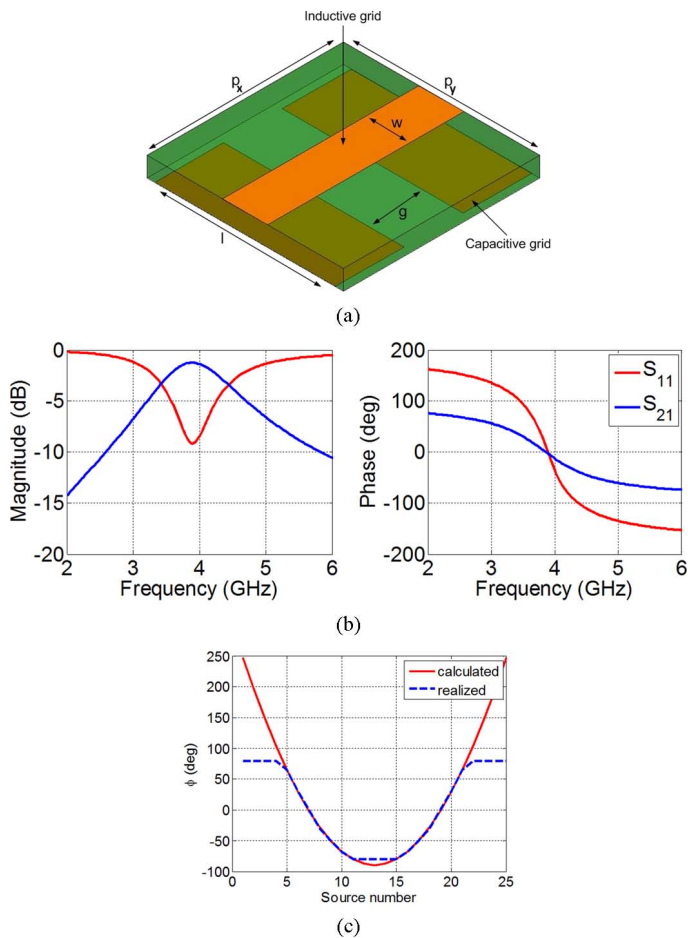 Inductive grid
p
x
p
y
w
g
l
Capacitive grid
(a)
0
-5
-10
-15
-20
Magnitude (dB)
2 3 4 5 6
Frequency (GHz)
200
100
0
-100
-200
Phase (deg)
2 3 4 5 6
Frequency (GHz)
S11
S21
(b)
250
200
150
100
50
0
-50
-100
ϕ (deg)
0 5 10 15 20 25
Source number
calculated
realized
(c)